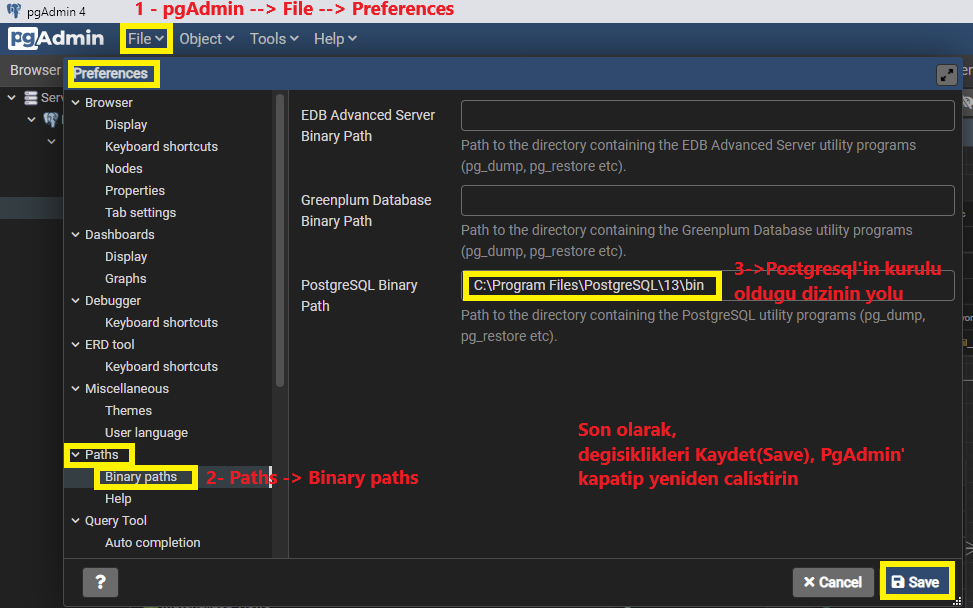 pgAdmin 4
1 - pgAdmin --> File --> Preferences
pgAdmin
File
Object
Tools
Help
Browser
Preferences
Browser
Display
Keyboard shortcuts
Nodes
Properties
Tab settings
Dashboards
Display
Graphs
Debugger
Keyboard shortcuts
ERD tool
Keyboard shortcuts
Miscellaneous
Themes
User language
Paths
Binary paths
2- Paths -> Binary paths
Help
Query Tool
Auto completion
EDB Advanced Server
Binary Path
Path to the directory containing the EDB Advanced Server utility programs
(pg_dump, pg_restore etc).
Greenplum Database
Binary Path
Path to the directory containing the Greenplum Database utility programs
(pg_dump, pg_restore etc).
PostgreSQL Binary
Path
C:\Program Files\PostgreSQL\13\bin
3->Postgresql'in kurulu
oldugu dizinin yolu
Path to the directory containing the PostgreSQL utility programs (pg_dump,
pg_restore etc).
Son olarak,
degisiklikleri Kaydet(Save), PgAdmin'
kapatip yeniden calistirin
?
Cancel
Save